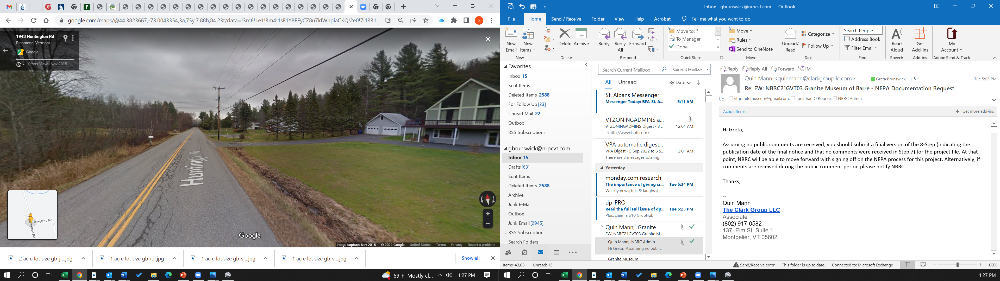 google.com/maps/@44.3823667,-73.0043354,3a,75y,7.88h,84.23t/data=!3m6!1e1!3m4!1sF1Y8EFyCZ8u7kIWhpiaCKQ!2e0!7i1331...
G
1943 Huntington Rd
Richmond, Vermont
Google
Street View - Nov 2015
Huntington Rd
Pinetree Rd
ington Rd
Google
Image capture: Nov 2015 © 2022 Google United States Terms Privacy Report a problem
2 acre lot size gb_j....jpg
1 acre lot size gb_r....jpg
1 acre lot size gb_s....jpg
1 acre lot size gb_s....jpg
Show all
69°F Mostly cl...
1:27 PM
Inbox - gbrunswick@nrpcvt.com - Outlook
File Home Send / Receive Folder View Help Acrobat Tell me what you want to do
New Email
New Items
New
Delete
Archive
Delete
Reply
Reply All
Forward
Respond
Move to: ?
To Manager
Done
Quick Steps
Move
Rules
Send to OneNote
Move
Unread/ Read
Categorize
Follow Up
Tags
Search People
Address Book
Filter Email
Find
Read Aloud
Speech
Get Add-ins
Add-ins
My Account
Adobe Send & Track
Favorites
Inbox 15
Sent Items
Deleted Items 2588
For Follow Up [23]
Unread Mail 22
Outbox
RSS Subscriptions
gbrunswick@nrpcvt.com
Inbox 15
Drafts [63]
Sent Items
Deleted Items 2588
Archive
Junk E-Mail
Outbox
Junk Email [2945]
RSS Subscriptions
Search Folders
Search Current Mailbox
Current Mailbox
All Unread
By Date
St. Albans Messenger
Messenger Today: BFA-St. A... 6:11 AM
VTZONINGADMINS a...
VTZONINGADMINS Digest - 3 ... 12:01 AM
<http://www.lsoft.com>
VPA automatic digest...
VPA Digest - 5 Sep 2022 to 6 S... 12:01 AM
There are 3 messages totaling
Yesterday
monday.com research
The importance of giving cr... Tue 5:34 PM
Weekly news, tips & laughs :) -
dp-PRO
Read the full Fall issue of dp... Tue 5:23 PM
Plus, claim a $10 GrubHub
Quin Mann; Granite ...
FW: NBRC21GVT03 Granite M...
Quin Mann; NBRC Admin
Hi Greta, Assuming no public
Granite Museum
Reply Reply All Forward IM
Quin Mann <quinmann@clarkgroupllc.com>
Greta Brunswick; + 3
Tue 5:05 PM
Re: FW: NBRC21GVT03 Granite Museum of Barre - NEPA Documentation Request
Cc vtgranitemuseum@gmail.com; Jonathan O'Rourke; NBRC Admin
Action Items
+ Get more add-ins
Hi Greta,
Assuming no public comments are received, you should submit a final version of the 8-Step (indicating the
publication date of the final notice and that no comments were received in Step 7) for the project file. At that
point, NBRC will be able to move forward with signing off on the NEPA process for this project. Alternatively, if
comments are received during the public comment period please notify NBRC.
Thanks,
--
Quin Mann
The Clark Group LLC
Associate
(802) 917-0582
137 Elm St. Suite 1
Montpelier, VT 05602
Items: 43,831 Unread: 15
Send/Receive error
This folder is up to date.
Connected to: Microsoft Exchange
100%
1:27 PM